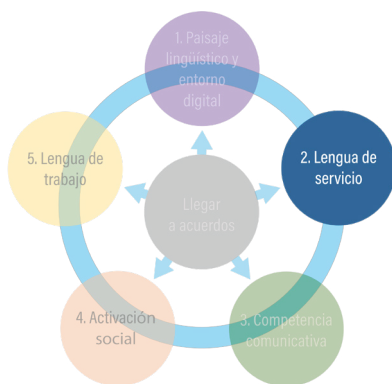 1. Paisaje
lingüístico y
entorno
digital
2. Lengua de
servicio
5. Lengua de
trabajo
Llegar
a acuerdos
4. Activación
social
3. Competencia
comunicativa